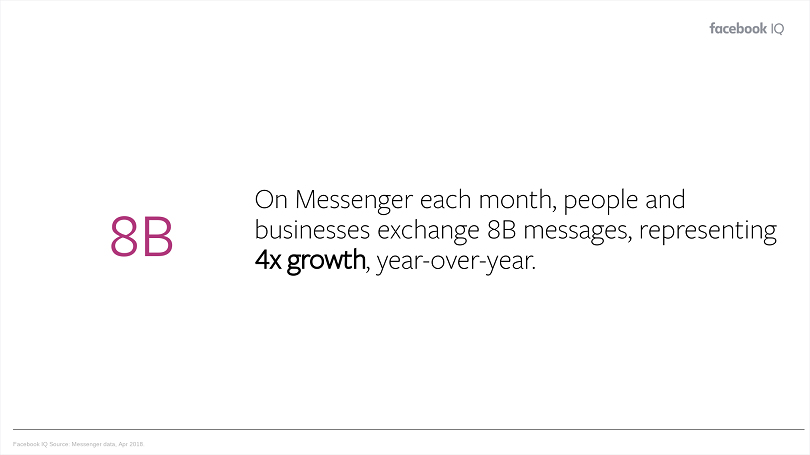 facebook IQ
8B
On Messenger each month, people and
businesses exchange 8B messages, representing
4x growth, year-over-year.
Facebook IQ Source: Messenger data, Apr 2018